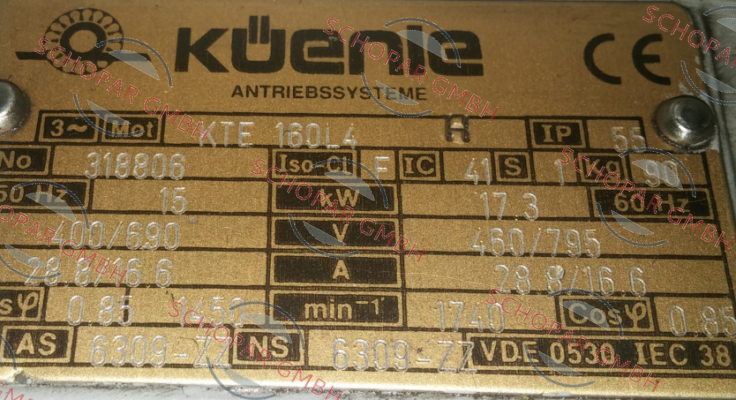 KÜENLE
ANTRIEBSSYSTEME
CE
3~ Mot KTE 160L4 A IP 55
No 318806 Iso-Cl F IC 41 S 1 Kg 90
50 Hz 15 kW 17.3 60 Hz
400/690 V 460/795
28.8/16.6 A 28.8/16.6
sφ 0.85 min⁻¹ 1740 Cosφ 0.85
AS 6309-ZZ NS 6309-ZZ VDE 0530 IEC 38
SCHOPAR GMBH